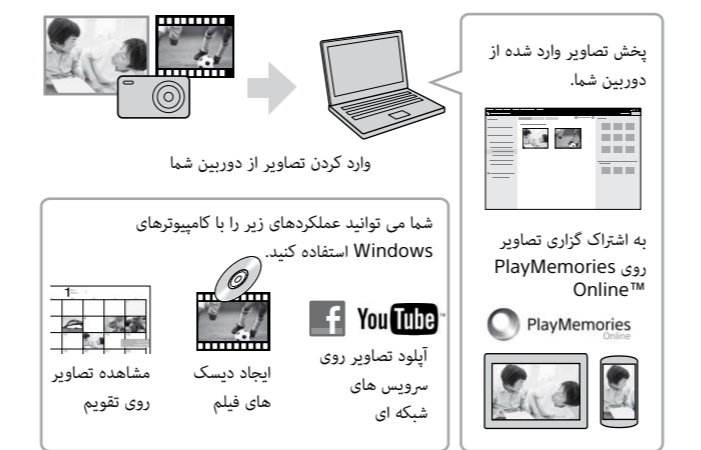 پخش تصاویر وارد شده از
دوربین شما.
وارد کردن تصاویر از دوربین شما
به اشتراک گزاری تصاویر
روی PlayMemories
Online™
PlayMemories
Online
شما می توانید عملکردهای زیر را با کامپیوترهای
Windows استفاده کنید.
1
f
YouTube
آپلود تصاویر روی
سرویس های
شبکه ای
ایجاد دیسک
های فیلم
مشاهده تصاویر
روی تقویم